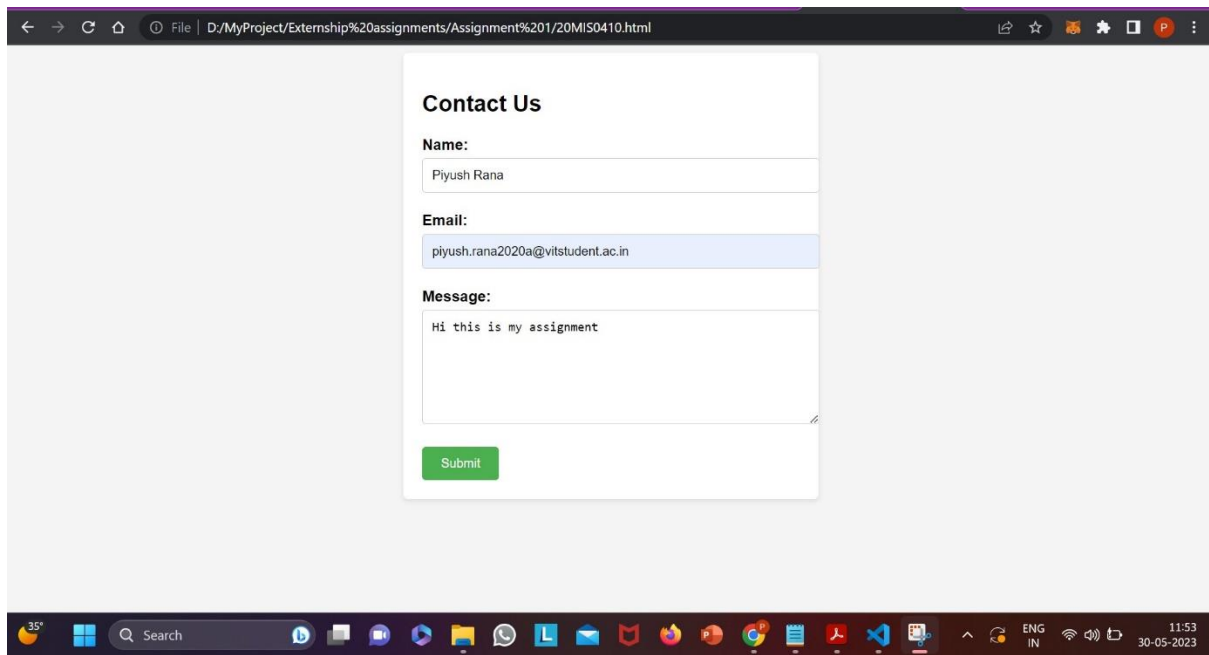 File | D:/MyProject/Externship%20assignments/Assignment%201/20MIS0410.html
P
Contact Us
Name:
Piyush Rana
Email:
piyush.rana2020a@vitstudent.ac.in
Message:
Hi this is my assignment
Submit
35°
Search
L
P
ENG
IN
11:53
30-05-2023